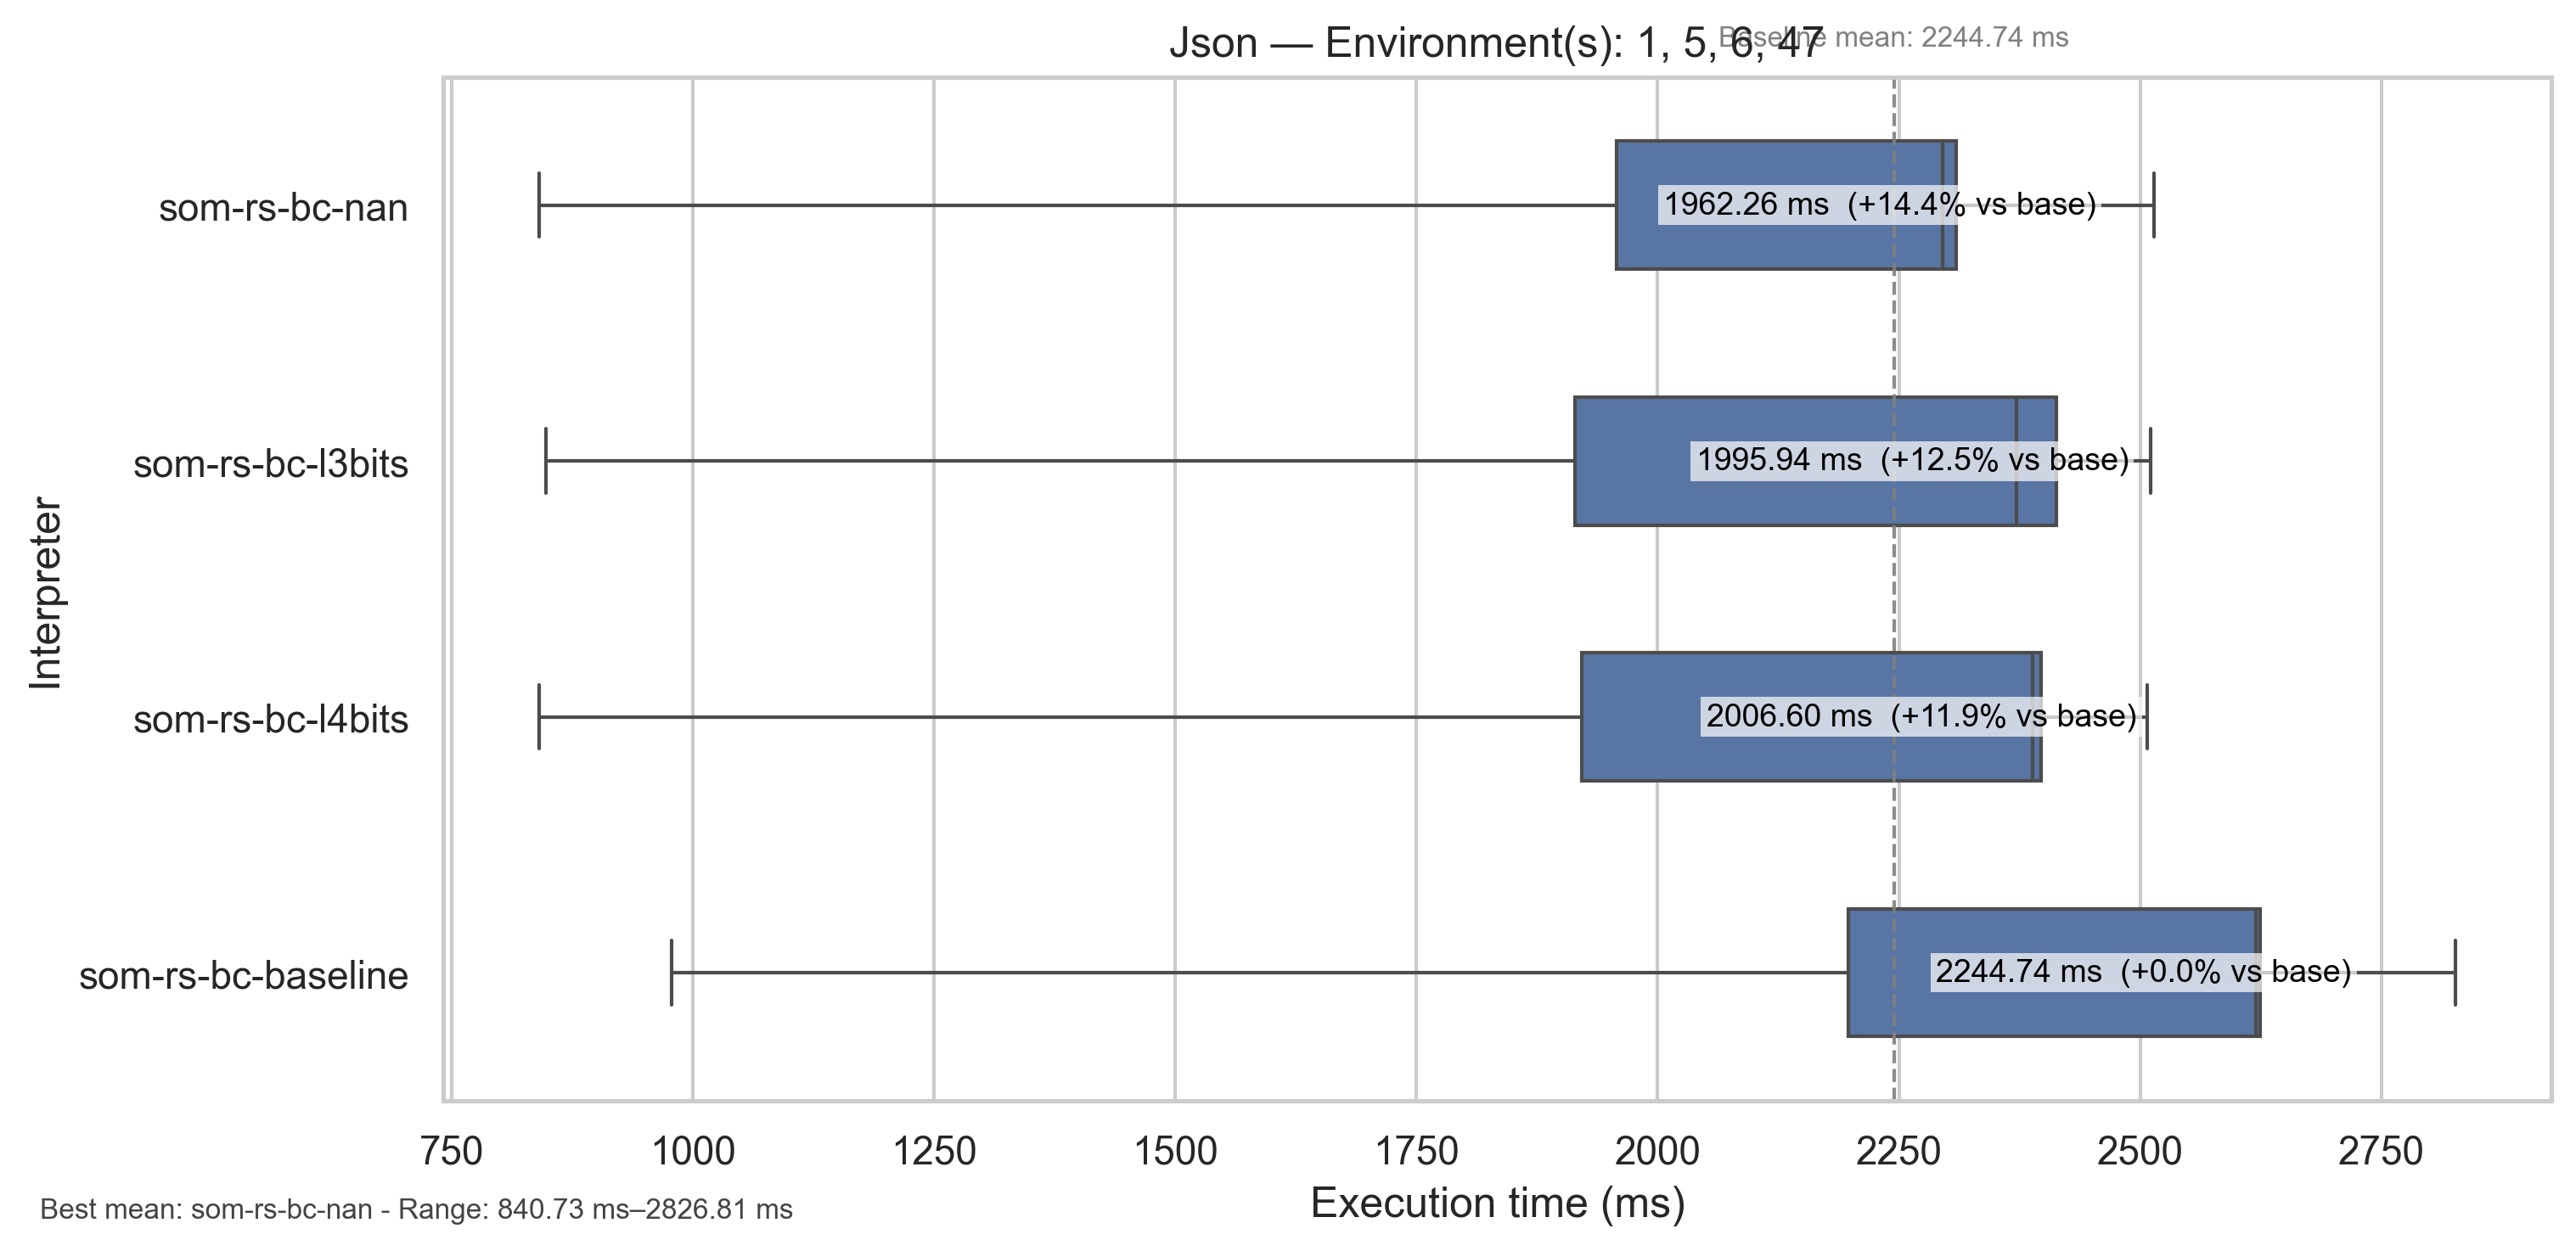 Json — Environment(s): 1, 5, 6, 47
Baseline mean: 2244.74 ms
Interpreter
som-rs-bc-nan
1962.26 ms (+14.4% vs base)
som-rs-bc-l3bits
1995.94 ms (+12.5% vs base)
som-rs-bc-l4bits
2006.60 ms (+11.9% vs base)
som-rs-bc-baseline
2244.74 ms (+0.0% vs base)
750 1000 1250 1500 1750 2000 2250 2500 2750
Execution time (ms)
Best mean: som-rs-bc-nan - Range: 840.73 ms–2826.81 ms